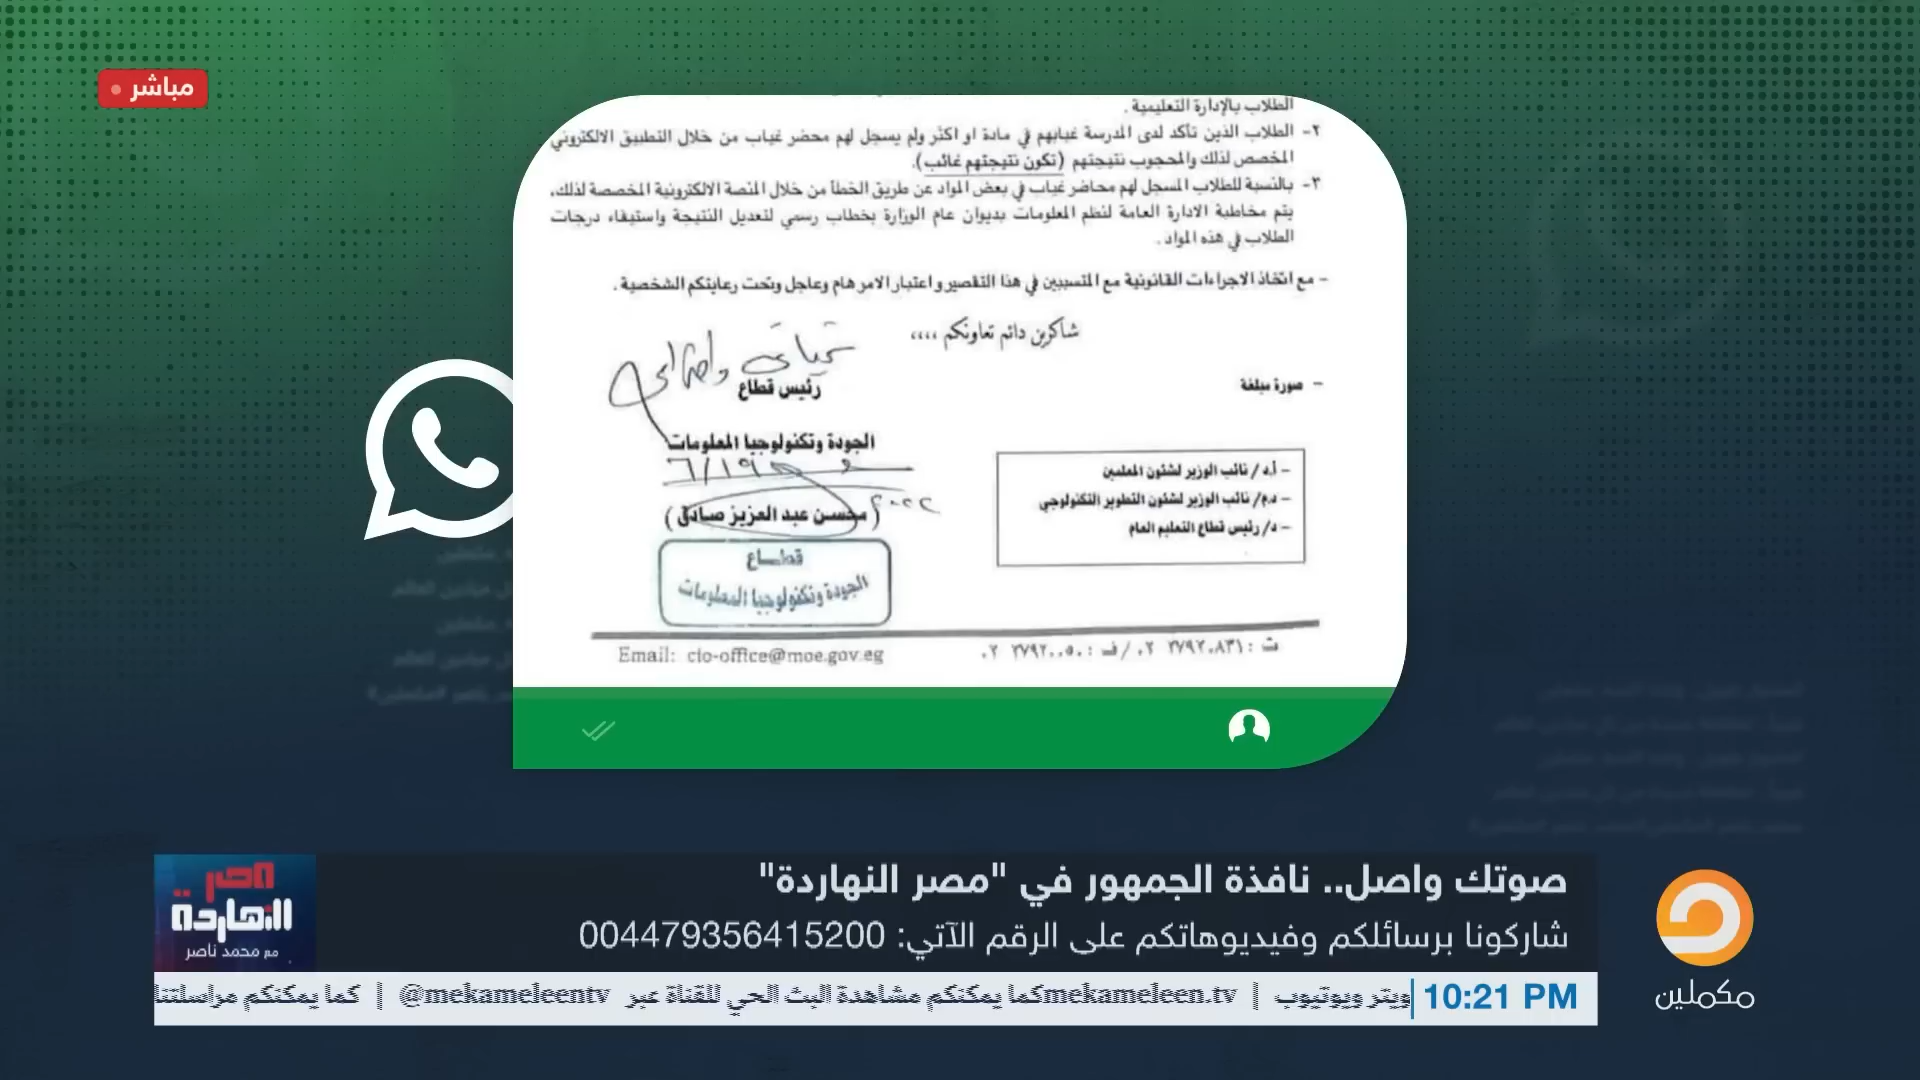 مباشر
الطلاب بالإدارة التعليمية .
٢- الطلاب الذين تأكد لدى المدرسة غيابهم في مادة او اكثر ولم يسجل لهم محضر غياب من خلال التطبيق الالكتروني
المخصص لذلك والمحجوب نتيجتهم (تكون نتيجتهم غائب).
٣- بالنسبة للطلاب المسجل لهم محاضر غياب في بعض المواد عن طريق الخطأ من خلال المنصة الالكترونية المخصصة لذلك،
يتم مخاطبة الادارة العامة لنظم المعلومات بديوان عام الوزارة بخطاب رسمي لتعديل النتيجة واستيفاء درجات
الطلاب في هذه المواد .
- مع اتخاذ الاجراءات القانونية مع المتسببين في هذا التقصير واعتبار الامر هام وعاجل وتحت رعايتكم الشخصية .
شاكرين دائم تعاونكم ،،،،
رئيس قطاع
الجودة وتكنولوجيا المعلومات
٦/١٩
٢٠٢٢
(محسن عبد العزيز صادق)
قطاع
الجودة وتكنولوجيا المعلومات
- صورة مبلغة
- أ.د/ نائب الوزير لشئون المعلمين
- د.م/ نائب الوزير لشئون التطوير التكنولوجي
- د/ رئيس قطاع التعليم العام
ت : ٢٧٩٢٠٨٣١ ٠٢ / ف : ٢٧٩٢٠٠٥٠ ٠٢
Email: cio-office@moe.gov.eg
صوتك واصل.. نافذة الجمهور في "مصر النهاردة"
شاركونا برسائلكم وفيديوهاتكم على الرقم الآتي: 004479356415200
مصر
النهاردة
مع محمد ناصر
10:21 PM
ويتر ويوتيوب | mekameleen.tvكما يمكنكم مشاهدة البث الحي للقناة عبر @mekameleentv | كما يمكنكم مراسلتنا
مكملين